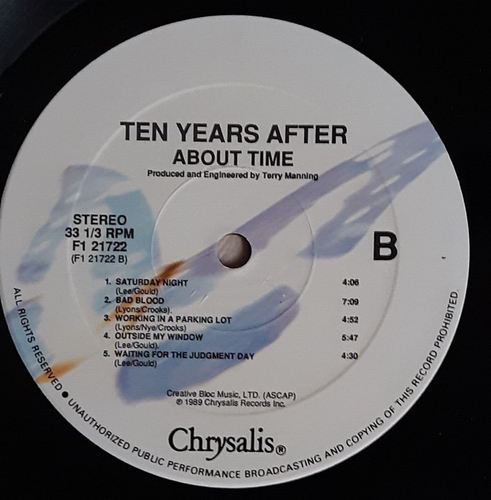 TEN YEARS AFTER
ABOUT TIME
Produced and Engineered by Terry Manning
STEREO
33 1/3 RPM
F1 21722
(F1 21722 B)
B
1. SATURDAY NIGHT 4:06
(Lee/Gould)
2. BAD BLOOD 7:09
(Lyons/Crooks).
3. WORKING IN A PARKING LOT 4:52
(Lyons/Nye/Crooks)
4. OUTSIDE MY WINDOW 5:47
(Lee/Gould).
5. WAITING FOR THE JUDGMENT DAY 4:30
(Lee/Gould)
Creative Bloc Music, LTD. (ASCAP)
℗ 1989 Chrysalis Records Inc.
Chrysalis®
ALL RIGHTS RESERVED ● UNAUTHORIZED PUBLIC PERFORMANCE BROADCASTING AND COPYING OF THIS RECORD PROHIBITED.